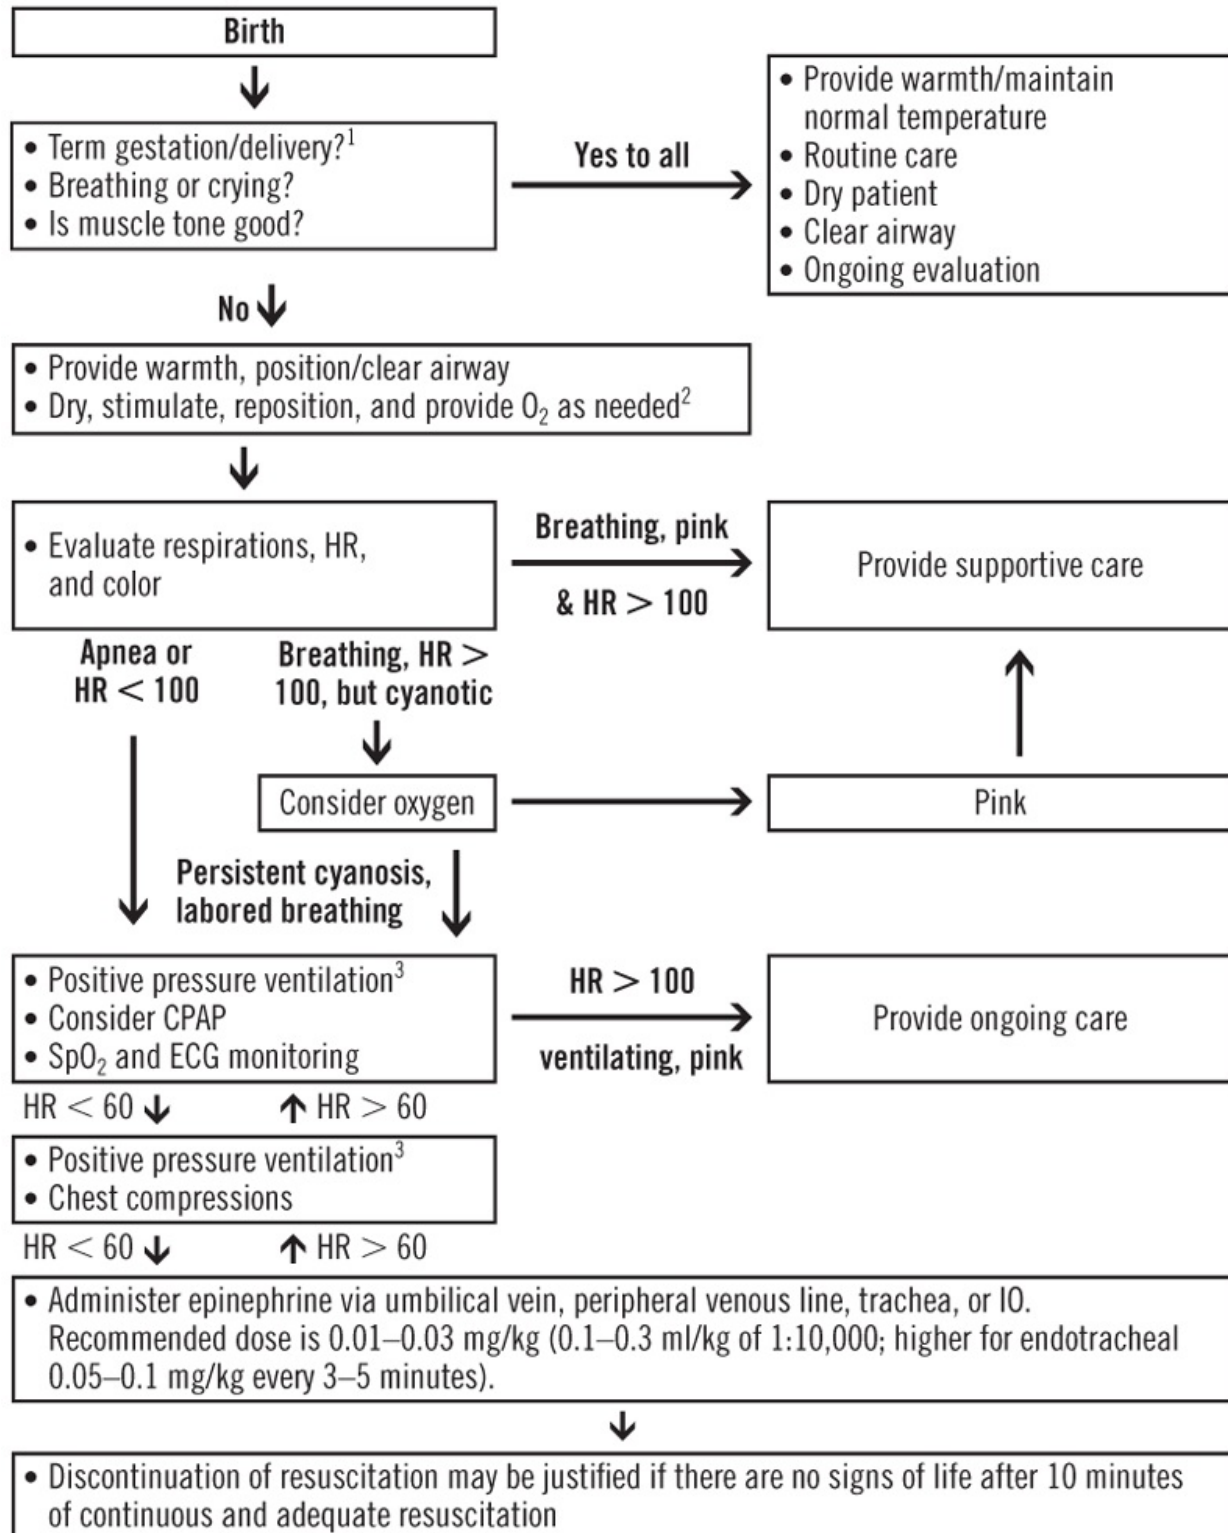 Birth
• Term gestation/delivery?¹
• Breathing or crying?
• Is muscle tone good?
Yes to all
• Provide warmth/maintain
normal temperature
• Routine care
• Dry patient
• Clear airway
• Ongoing evaluation
No
• Provide warmth, position/clear airway
• Dry, stimulate, reposition, and provide O₂ as needed²
• Evaluate respirations, HR,
and color
Breathing, pink
& HR > 100
Provide supportive care
Apnea or
HR < 100
Breathing, HR >
100, but cyanotic
Consider oxygen
Pink
Persistent cyanosis,
labored breathing
• Positive pressure ventilation³
• Consider CPAP
• SpO₂ and ECG monitoring
HR > 100
ventilating, pink
Provide ongoing care
HR < 60 HR > 60
• Positive pressure ventilation³
• Chest compressions
HR < 60 HR > 60
• Administer epinephrine via umbilical vein, peripheral venous line, trachea, or IO.
Recommended dose is 0.01–0.03 mg/kg (0.1–0.3 ml/kg of 1:10,000; higher for endotracheal
0.05–0.1 mg/kg every 3–5 minutes).
• Discontinuation of resuscitation may be justified if there are no signs of life after 10 minutes
of continuous and adequate resuscitation